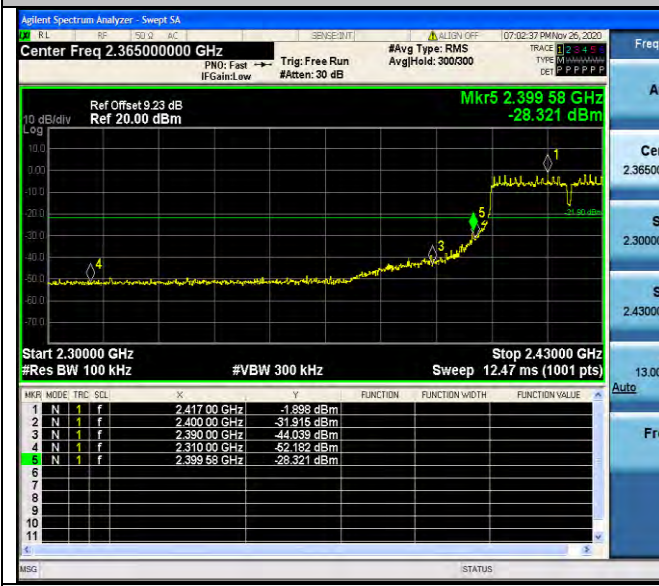 Agilent Spectrum Analyzer - Swept SA
RL RF 50 Ω AC SENSE:INT ALIGN OFF 07:02:37 PM Nov 26, 2020
Center Freq 2.365000000 GHz
PNO: Fast
IFGain:Low
Trig: Free Run
#Atten: 30 dB
#Avg Type: RMS
Avg|Hold: 300/300
TRACE 1 2 3 4 5 6
TYPE M
DET P P P P P P
Mkr5 2.399 58 GHz
-28.321 dBm
Ref Offset 9.23 dB
10 dB/div Ref 20.00 dBm
Log
10.0
0.00
-10.0
-20.0
-30.0
-40.0
-50.0
-60.0
-70.0
1
5
-21.90 dBm
3
4
Start 2.30000 GHz Stop 2.43000 GHz
#Res BW 100 kHz #VBW 300 kHz Sweep 12.47 ms (1001 pts)
MKR MODE TRC SCL X Y FUNCTION FUNCTION WIDTH FUNCTION VALUE
1 N 1 f 2.417 00 GHz -1.898 dBm
2 N 1 f 2.400 00 GHz -31.915 dBm
3 N 1 f 2.390 00 GHz -44.039 dBm
4 N 1 f 2.310 00 GHz -52.182 dBm
5 N 1 f 2.399 58 GHz -28.321 dBm
6
7
8
9
10
11
MSG STATUS
Freq
A
Cen
2.36500
S
2.30000
S
2.43000
13.00
Auto
Fre